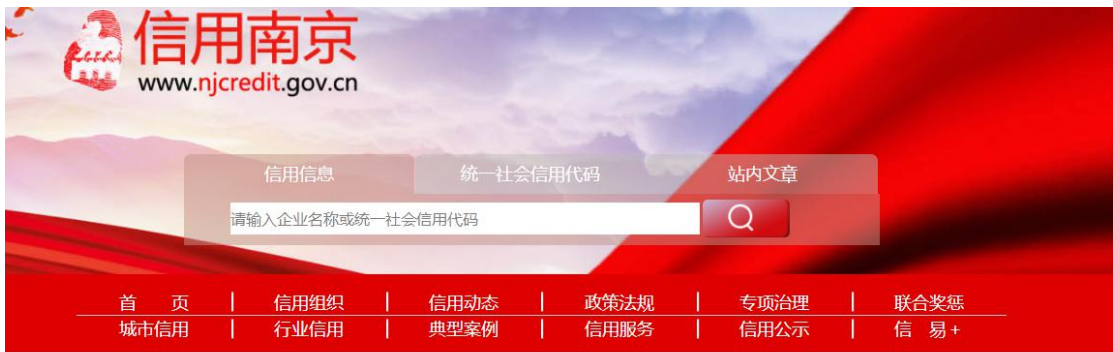 信用南京
www.njcredit.gov.cn
信用信息 统一社会信用代码 站内文章
请输入企业名称或统一社会信用代码
首 页 | 信用组织 | 信用动态 | 政策法规 | 专项治理 | 联合奖惩
城市信用 | 行业信用 | 典型案例 | 信用服务 | 信用公示 | 信 易+